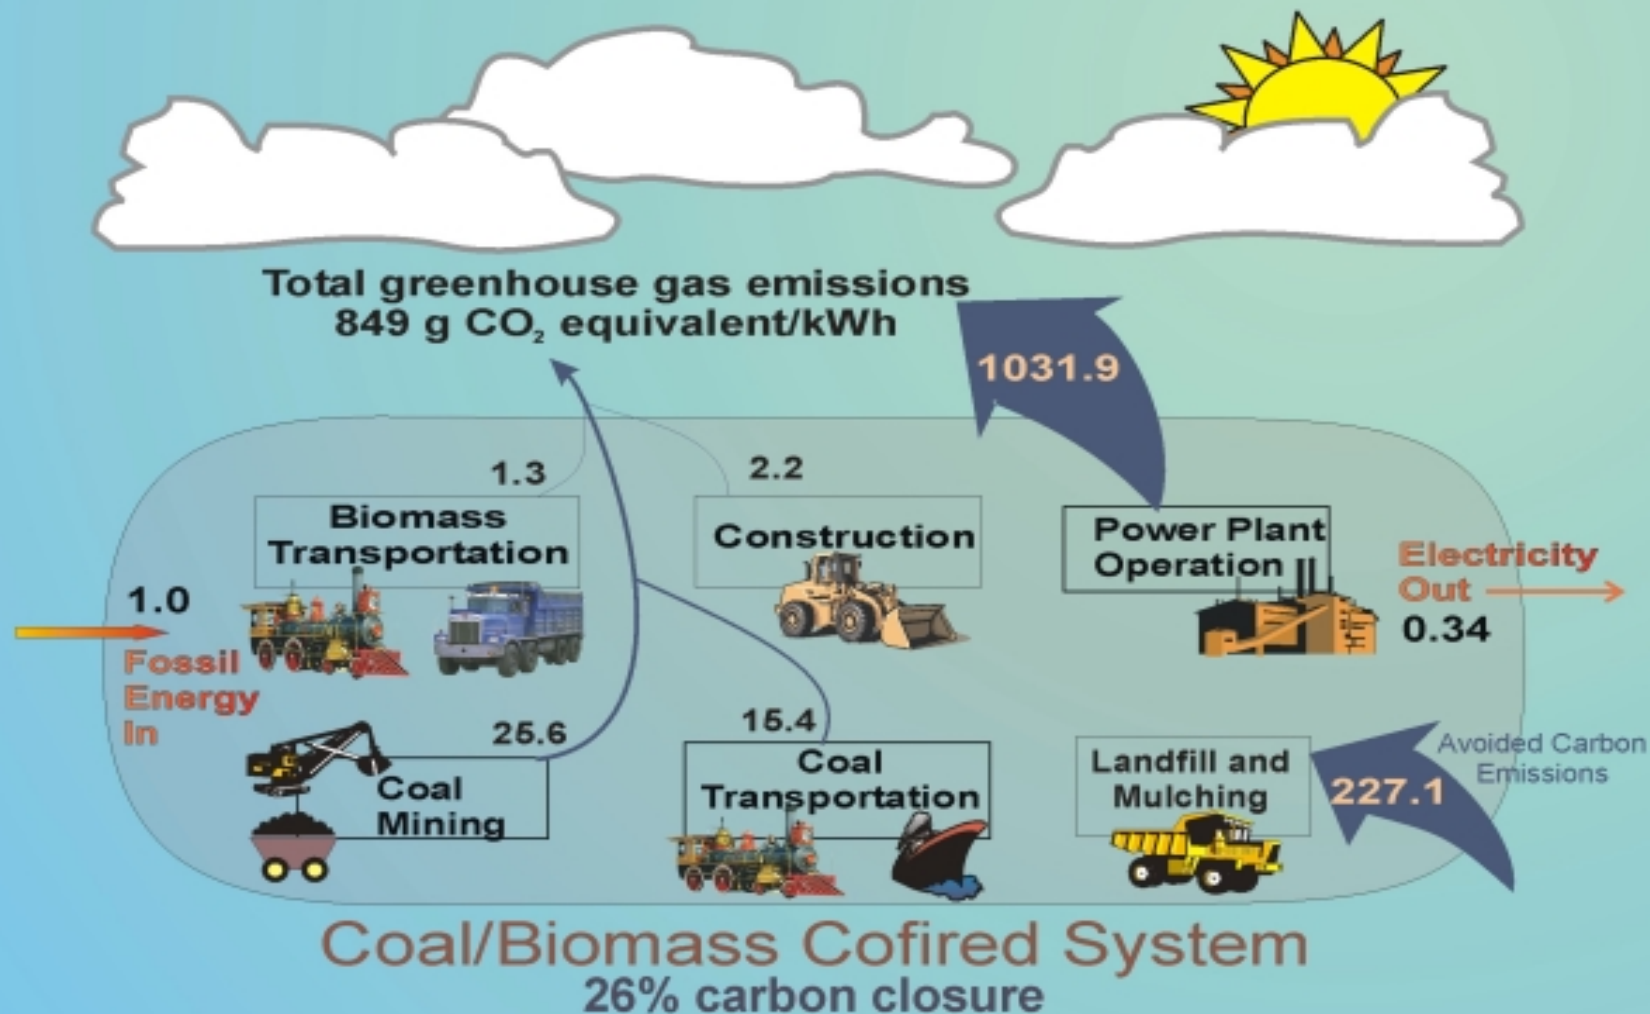 Total greenhouse gas emissions
849 g CO₂ equivalent/kWh
1031.9
1.3
2.2
Biomass
Transportation
Construction
Power Plant
Operation
1.0
Fossil
Energy
In
Electricity
Out
0.34
25.6
Coal
Mining
15.4
Coal
Transportation
Landfill and
Mulching
227.1
Avoided Carbon
Emissions
Coal/Biomass Cofired System
26% carbon closure